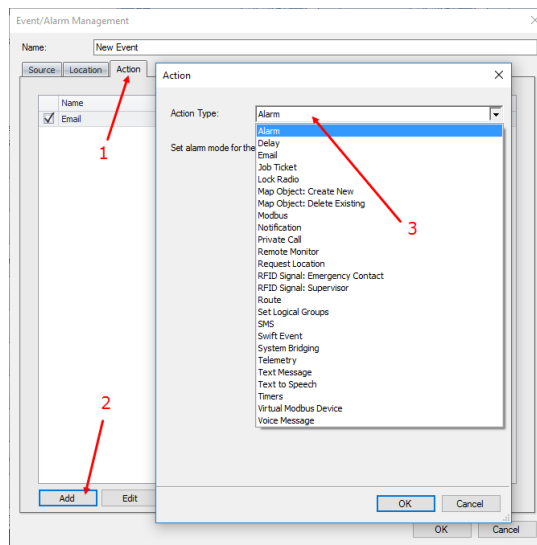 Event/Alarm Management
Name: New Event
Source Location Action
Name
Email
1
2
Add Edit
Action
Action Type: Alarm
Set alarm mode for the
Alarm
Delay
Email
Job Ticket
Lock Radio
Map Object: Create New
Map Object: Delete Existing
Modbus
Notification
Private Call
Remote Monitor
Request Location
RFID Signal: Emergency Contact
RFID Signal: Supervisor
Route
Set Logical Groups
SMS
Swift Event
System Bridging
Telemetry
Text Message
Text to Speech
Timers
Virtual Modbus Device
Voice Message
3
OK Cancel
OK Cancel